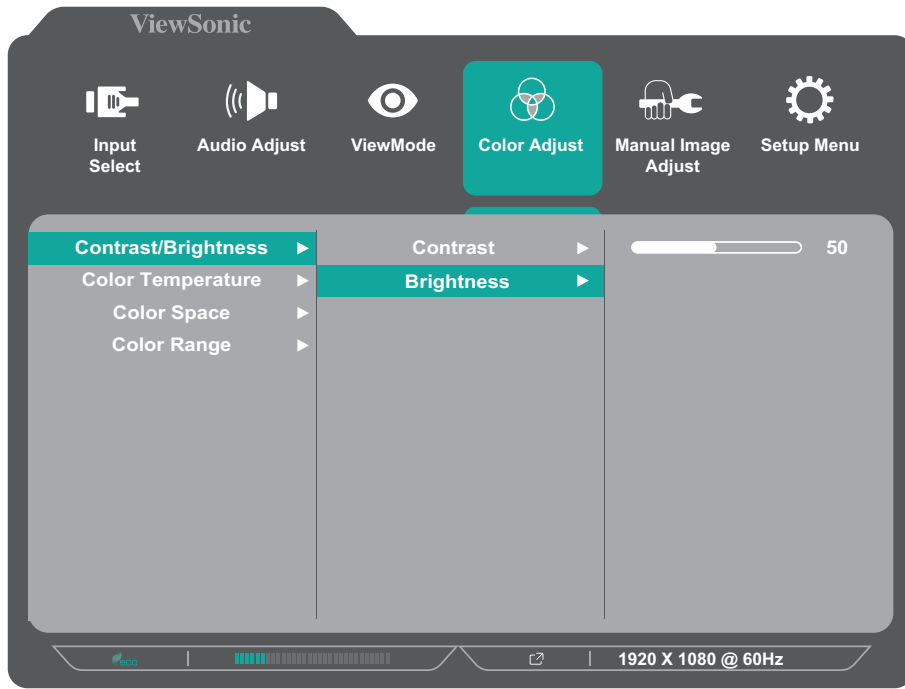 ViewSonic
Input
Select
Audio Adjust
ViewMode
Color Adjust
Manual Image
Adjust
Setup Menu
Contrast/Brightness
Contrast
50
Color Temperature
Brightness
Color Space
Color Range
eco
1920 X 1080 @ 60Hz